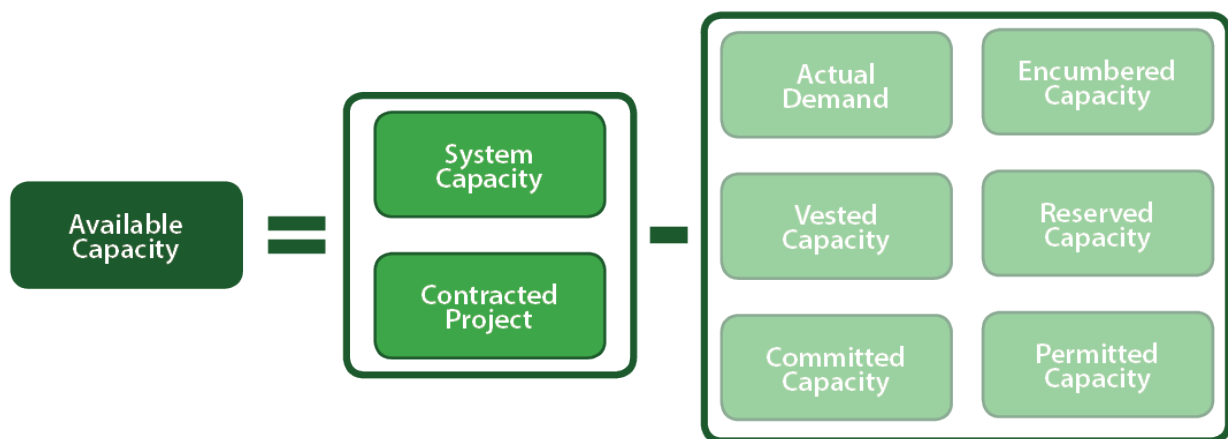 Available
Capacity
=
System
Capacity
Contracted
Project
-
Actual
Demand
Encumbered
Capacity
Vested
Capacity
Reserved
Capacity
Committed
Capacity
Permitted
Capacity